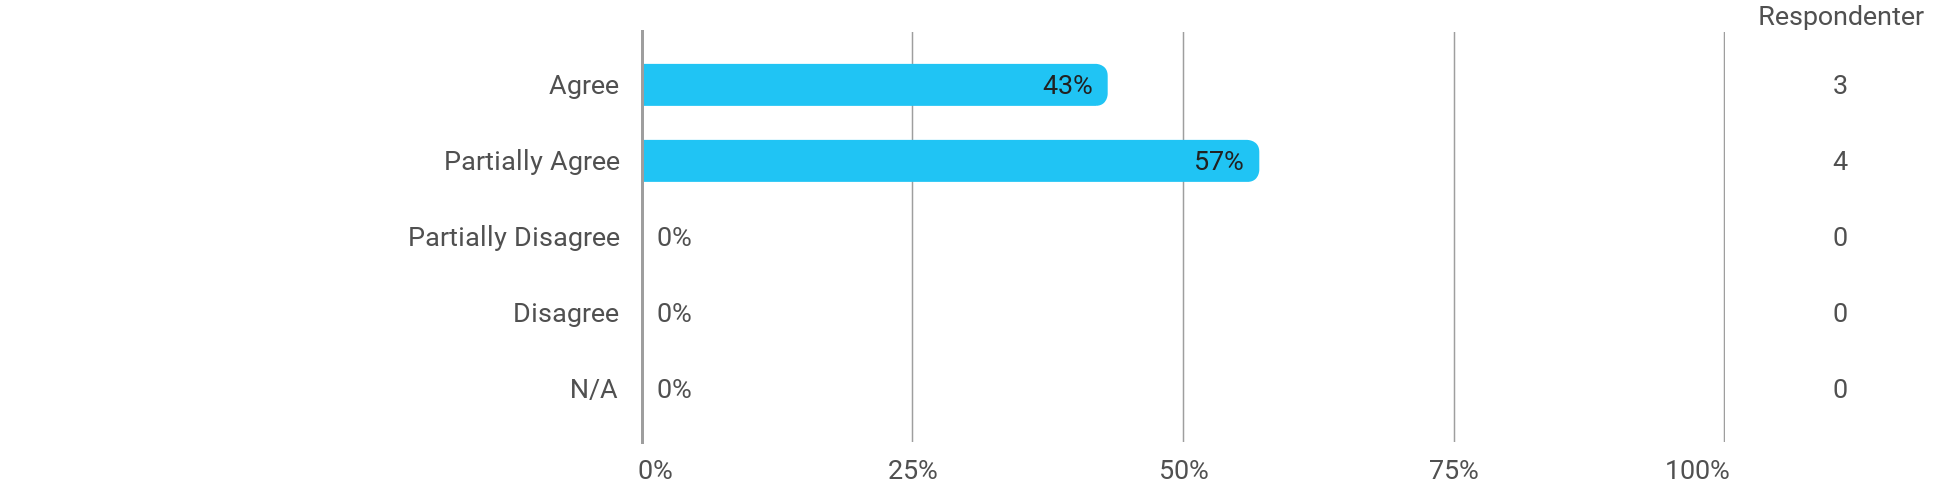 Respondenter
Agree 43% 3
Partially Agree 57% 4
Partially Disagree 0% 0
Disagree 0% 0
N/A 0% 0
0% 25% 50% 75% 100%